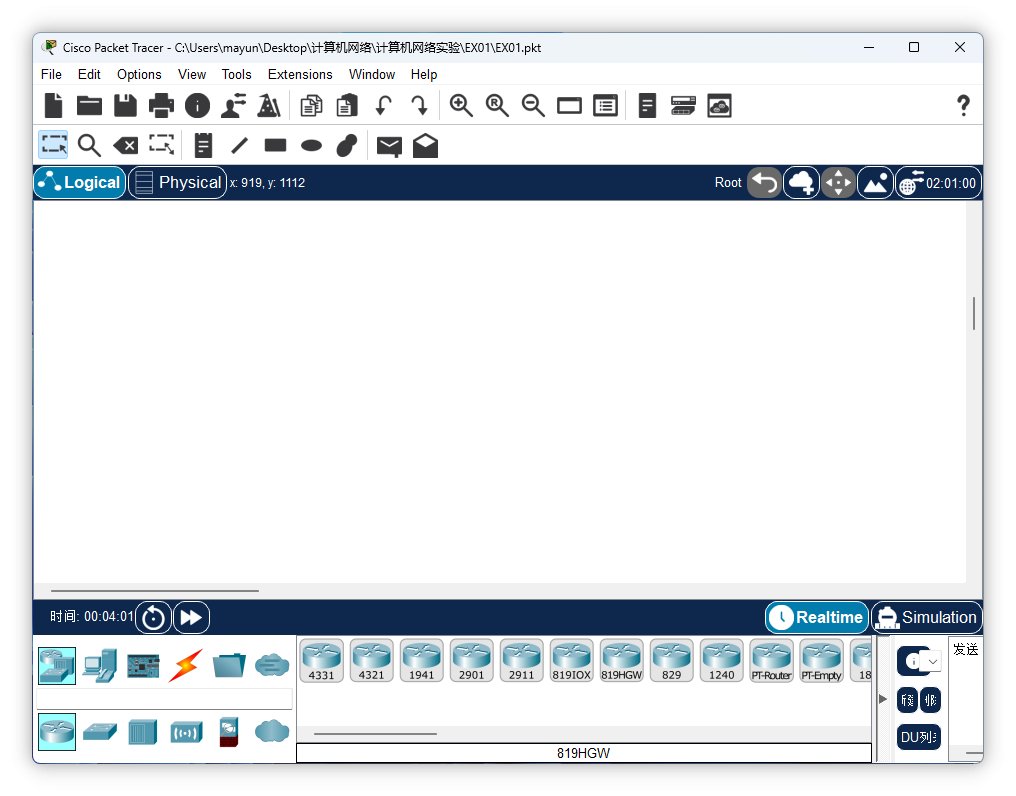 Cisco Packet Tracer - C:\Users\mayun\Desktop\计算机网络\计算机网络实验\EX01\EX01.pkt
File Edit Options View Tools Extensions Window Help
Logical Physical x: 919, y: 1112 Root 02:01:00
时间: 00:04:01 Realtime Simulation
4331 4321 1941 2901 2911 819IOX 819HGW 829 1240 PT-Router PT-Empty 18
发送
DU列
819HGW